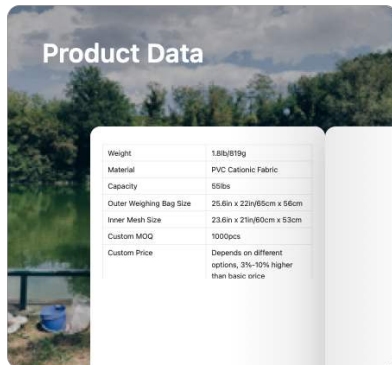 Product Data
Weight 1.8lb/819g
Material PVC Cationic Fabric
Capacity 55lbs
Outer Weighing Bag Size 25.6in x 22in/65cm x 56cm
Inner Mesh Size 23.6in x 21in/60cm x 53cm
Custom MOQ 1000pcs
Custom Price Depends on different
options, 3%-10% higher
than basic price